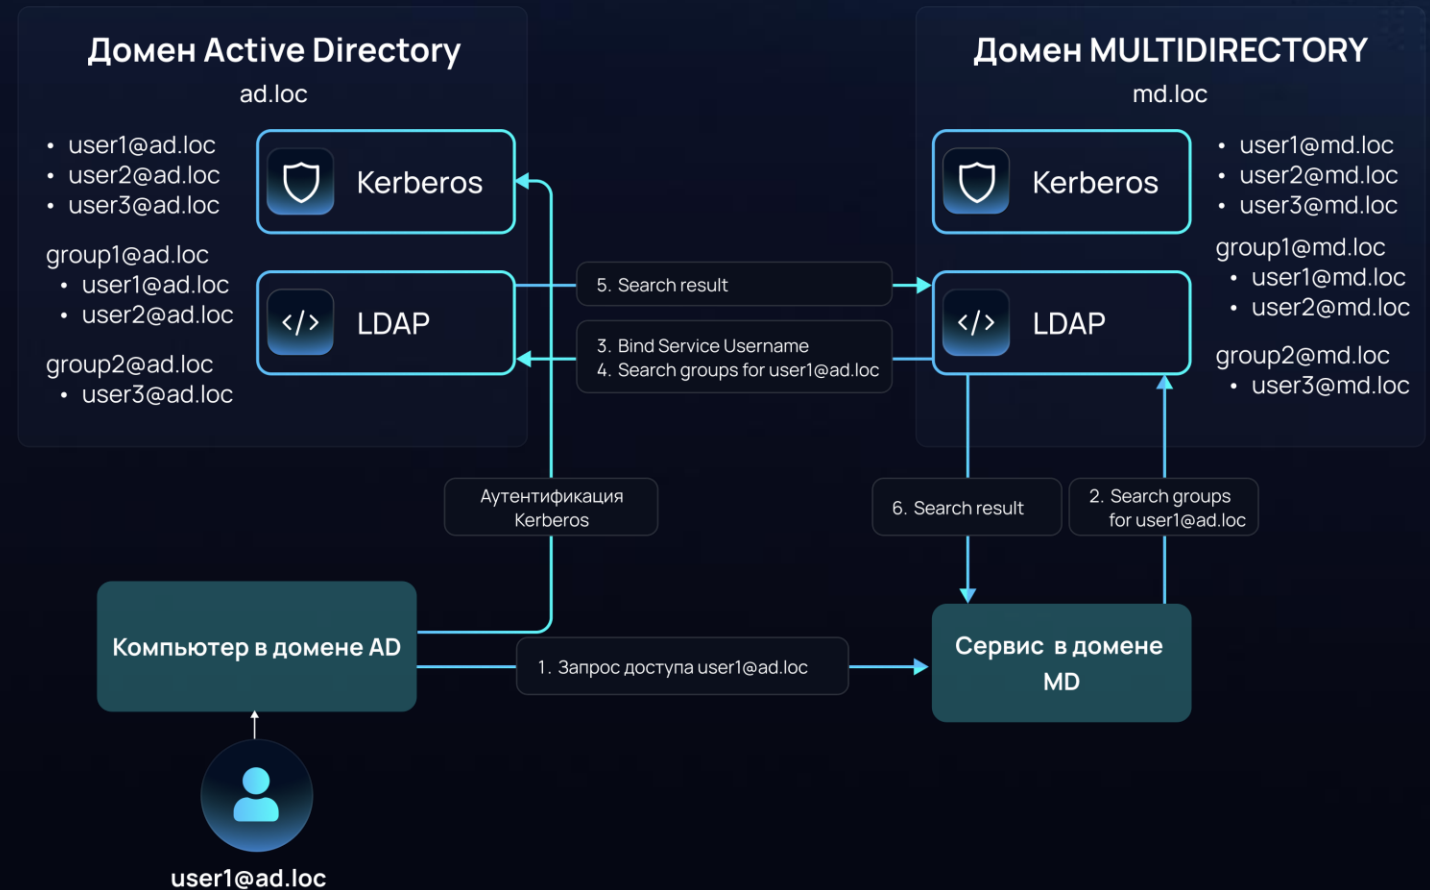 Домен Active Directory
ad.loc
• user1@ad.loc
• user2@ad.loc
• user3@ad.loc
group1@ad.loc
• user1@ad.loc
• user2@ad.loc
group2@ad.loc
• user3@ad.loc
Kerberos
</> LDAP
Домен MULTIDIRECTORY
md.loc
Kerberos
</> LDAP
• user1@md.loc
• user2@md.loc
• user3@md.loc
group1@md.loc
• user1@md.loc
• user2@md.loc
group2@md.loc
• user3@md.loc
5. Search result
3. Bind Service Username
4. Search groups for user1@ad.loc
Аутентификация
Kerberos
6. Search result
2. Search groups
for user1@ad.loc
Компьютер в домене AD
1. Запрос доступа user1@ad.loc
Сервис в домене
MD
user1@ad.loc